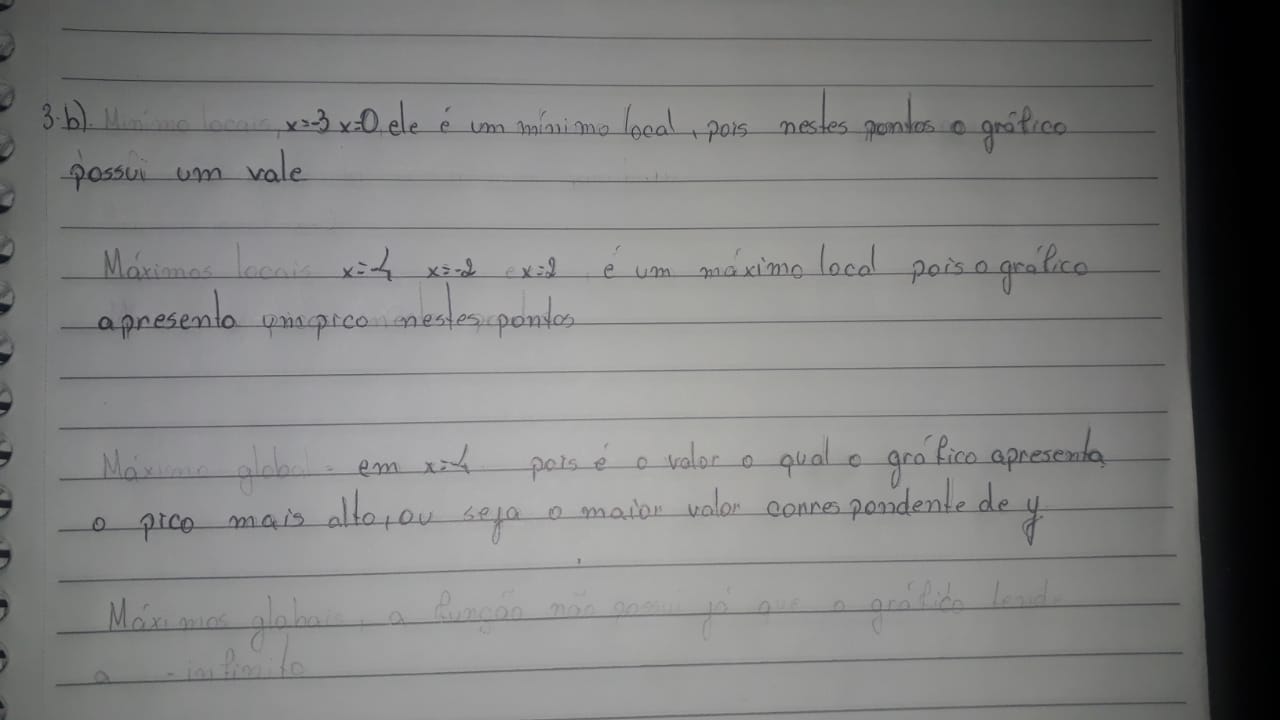 3.b). Mínimo locais, x=-3 x=0 ele é um mínimo local, pois nestes pontos o gráfico
possui um vale
Máximos locais x=-4 x=-2 e x=2 é um máximo local pois o gráfico
apresenta um pico nestes pontos
Máximo global - em x=-4 pois é o valor o qual o gráfico apresenta
o pico mais alto, ou seja o maior valor correspondente de y
Máximos globais, a função não possui já que o gráfico tende
a -infinito